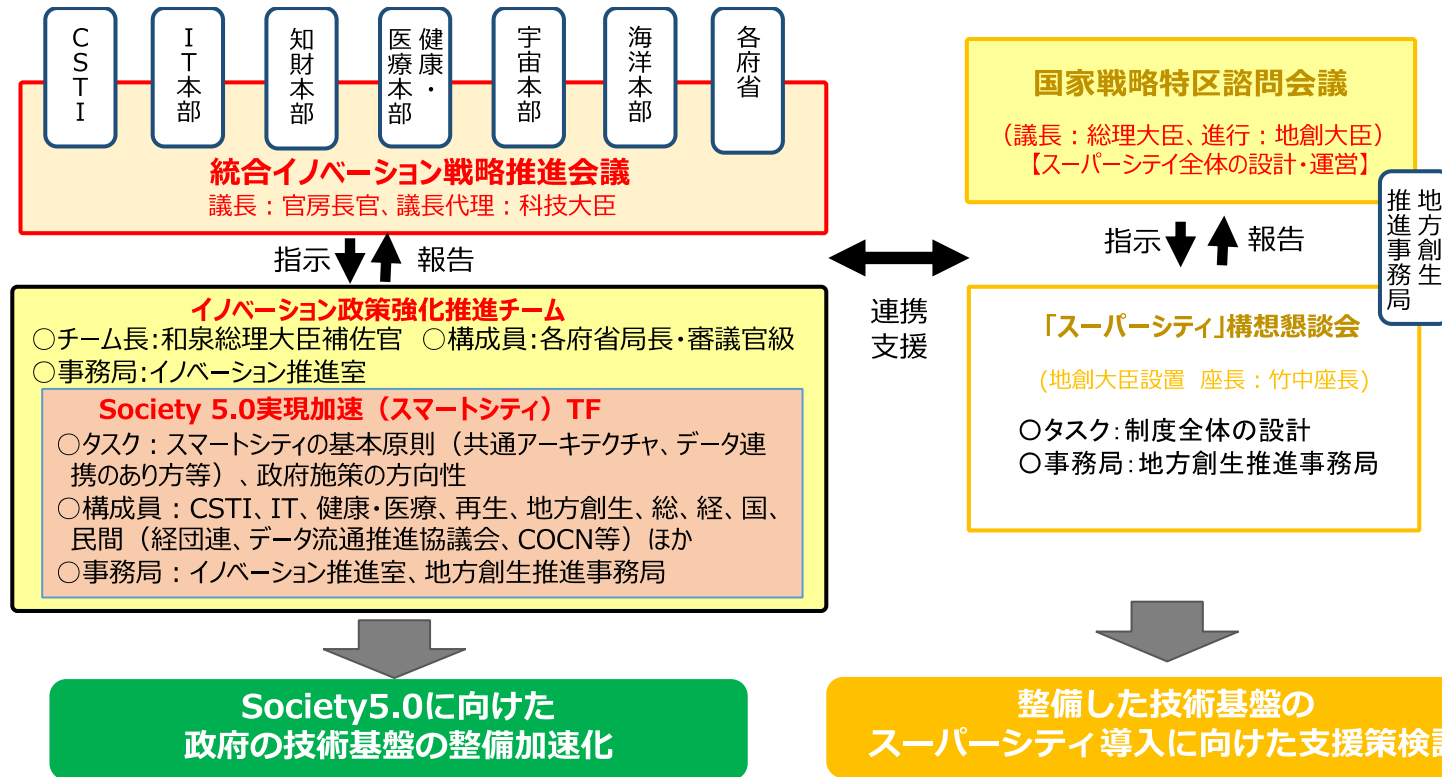 CSTI
IT本部
知財本部
健康・
医療本部
宇宙本部
海洋本部
各府省
統合イノベーション戦略推進会議
議長：官房長官、議長代理：科技大臣
指示
報告
イノベーション政策強化推進チーム
○チーム長:和泉総理大臣補佐官 ○構成員:各府省局長・審議官級
○事務局:イノベーション推進室
Society 5.0実現加速（スマートシティ）TF
○タスク：スマートシティの基本原則（共通アーキテクチャ、データ連
携のあり方等）、政府施策の方向性
○構成員：CSTI、IT、健康・医療、再生、地方創生、総、経、国、
民間（経団連、データ流通推進協議会、COCN等）ほか
○事務局：イノベーション推進室、地方創生推進事務局
Society5.0に向けた
政府の技術基盤の整備加速化
連携
支援
国家戦略特区諮問会議
（議長：総理大臣、進行：地創大臣）
【スーパーシテイ全体の設計・運営】
地方創生
推進事務局
指示
報告
「スーパーシティ」構想懇談会
(地創大臣設置 座長：竹中座長)
○タスク：制度全体の設計
○事務局：地方創生推進事務局
整備した技術基盤の
スーパーシティ導入に向けた支援策検討